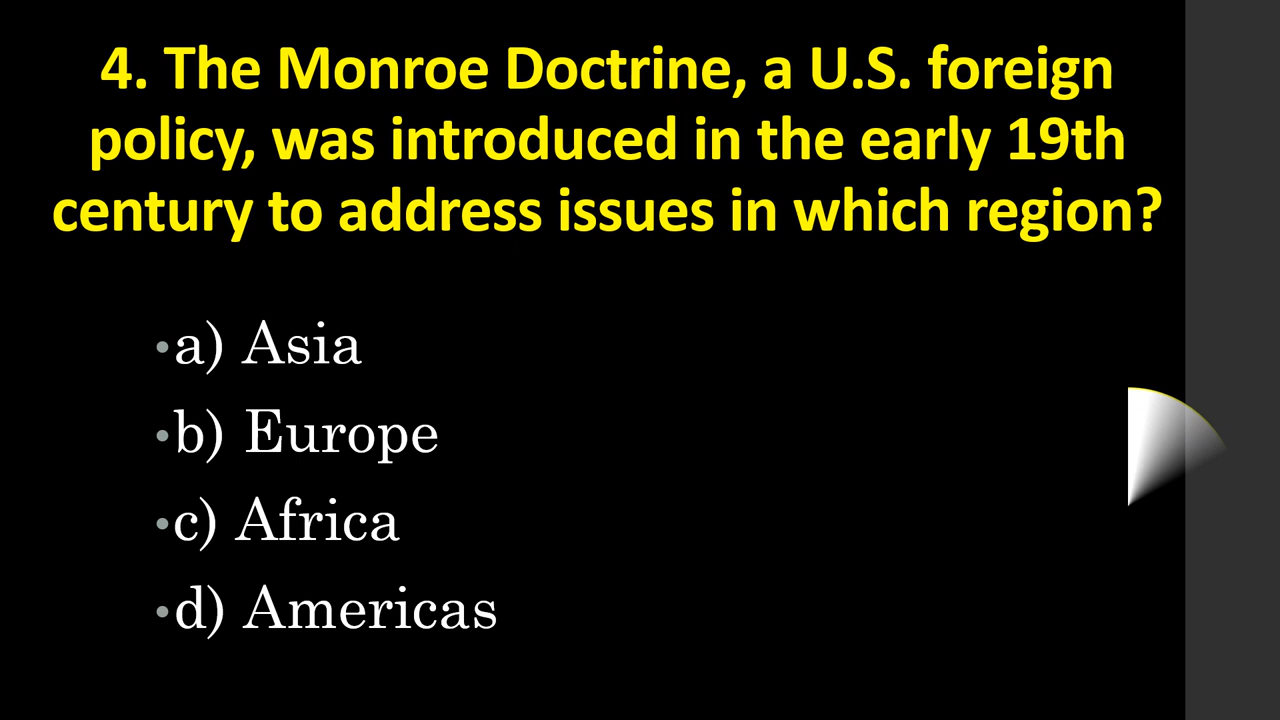 4. The Monroe Doctrine, a U.S. foreign
policy, was introduced in the early 19th
century to address issues in which region?
•a) Asia
•b) Europe
•c) Africa
•d) Americas